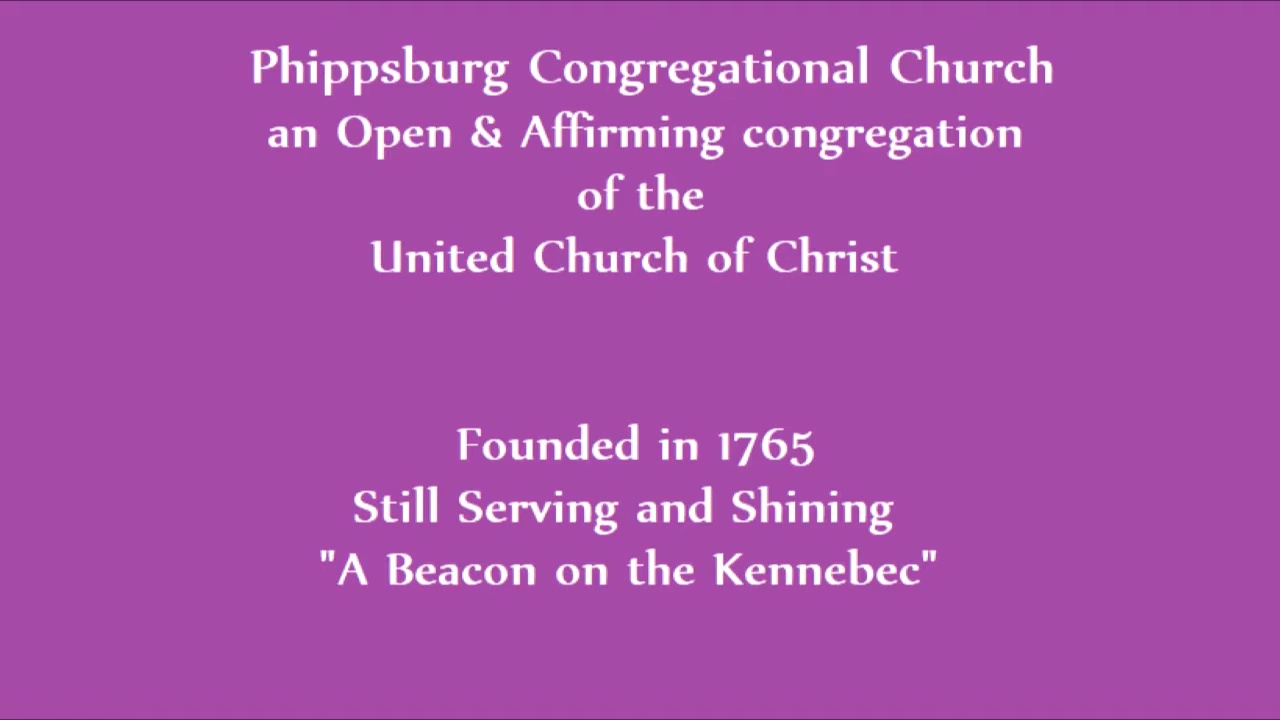 Phippsburg Congregational Church
an Open & Affirming congregation
of the
United Church of Christ
Founded in 1765
Still Serving and Shining
"A Beacon on the Kennebec"